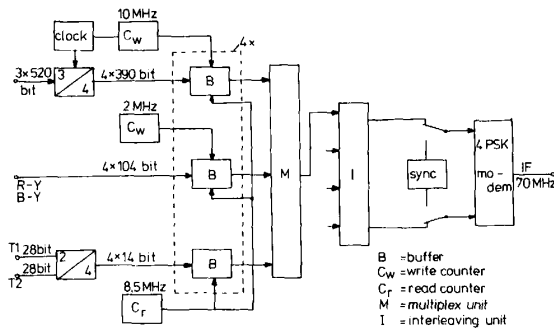 10 MHz
clock
Cw
4×
3×520
bit
3
4
4×390 bit
B
2 MHz
Cw
4×104 bit
R-Y
B-Y
B
M
I
sync
4 PSK
mo-
dem
IF
70 MHz
T1 28bit
28bit
T2
2
4
4×14 bit
B
8,5 MHz
Cr
B =buffer
Cw =write counter
Cr =read counter
M =multiplex unit
I =interleaving unit